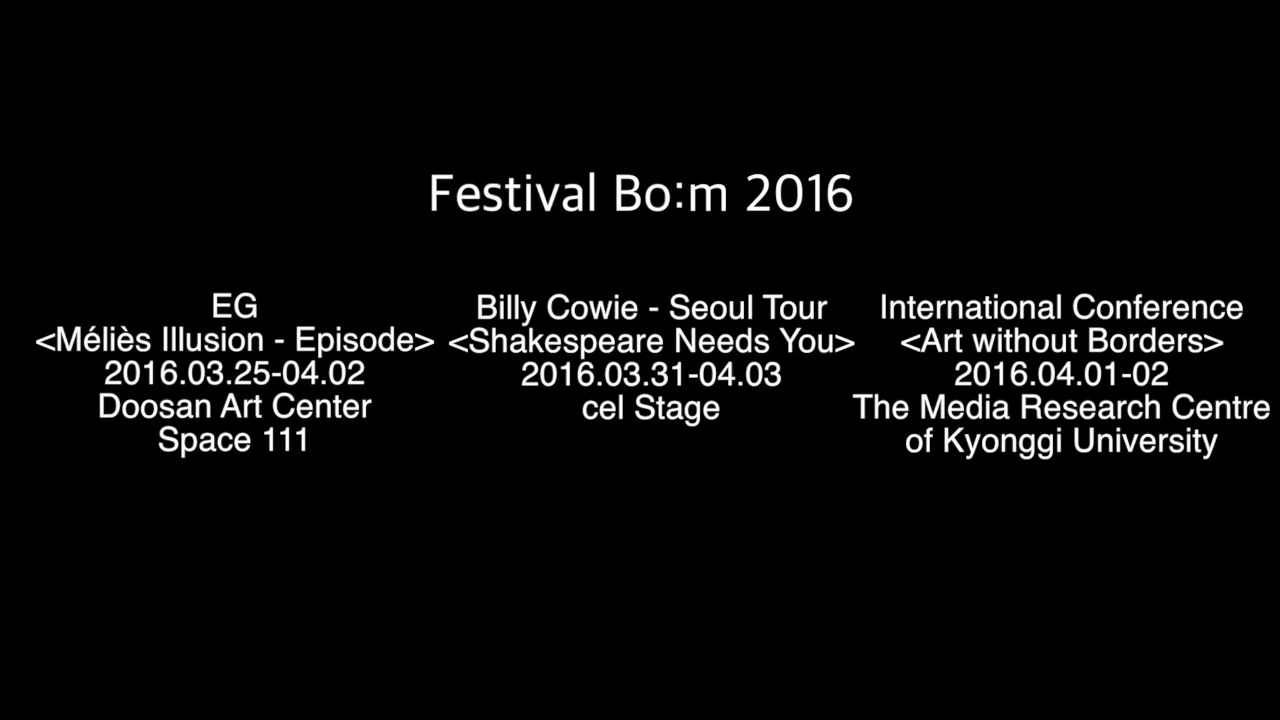 Festival Bo:m 2016
EG
<Méliès Illusion - Episode>
2016.03.25-04.02
Doosan Art Center
Space 111
Billy Cowie - Seoul Tour
<Shakespeare Needs You>
2016.03.31-04.03
cel Stage
International Conference
<Art without Borders>
2016.04.01-02
The Media Research Centre
of Kyonggi University